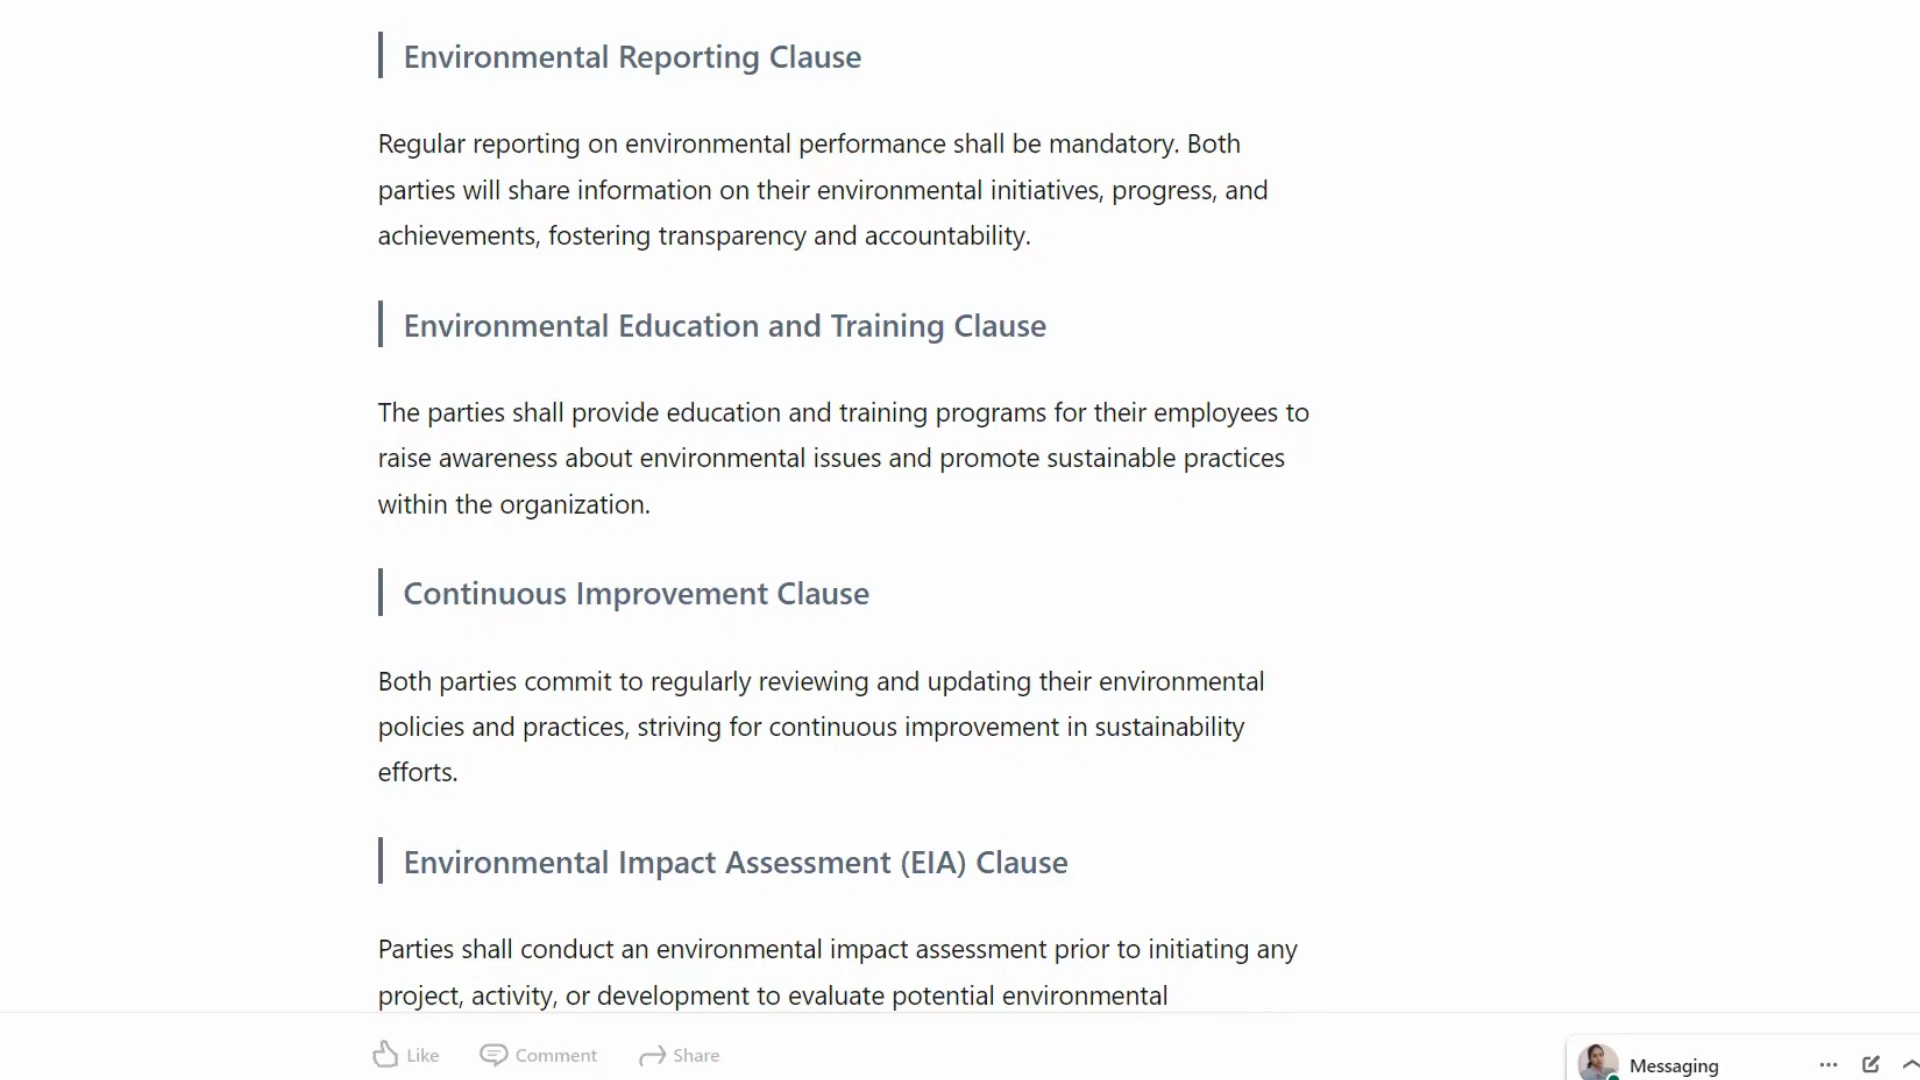 Environmental Reporting Clause
Regular reporting on environmental performance shall be mandatory. Both
parties will share information on their environmental initiatives, progress, and
achievements, fostering transparency and accountability.
Environmental Education and Training Clause
The parties shall provide education and training programs for their employees to
raise awareness about environmental issues and promote sustainable practices
within the organization.
Continuous Improvement Clause
Both parties commit to regularly reviewing and updating their environmental
policies and practices, striving for continuous improvement in sustainability
efforts.
Environmental Impact Assessment (EIA) Clause
Parties shall conduct an environmental impact assessment prior to initiating any
project, activity, or development to evaluate potential environmental
Like Comment Share
Messaging